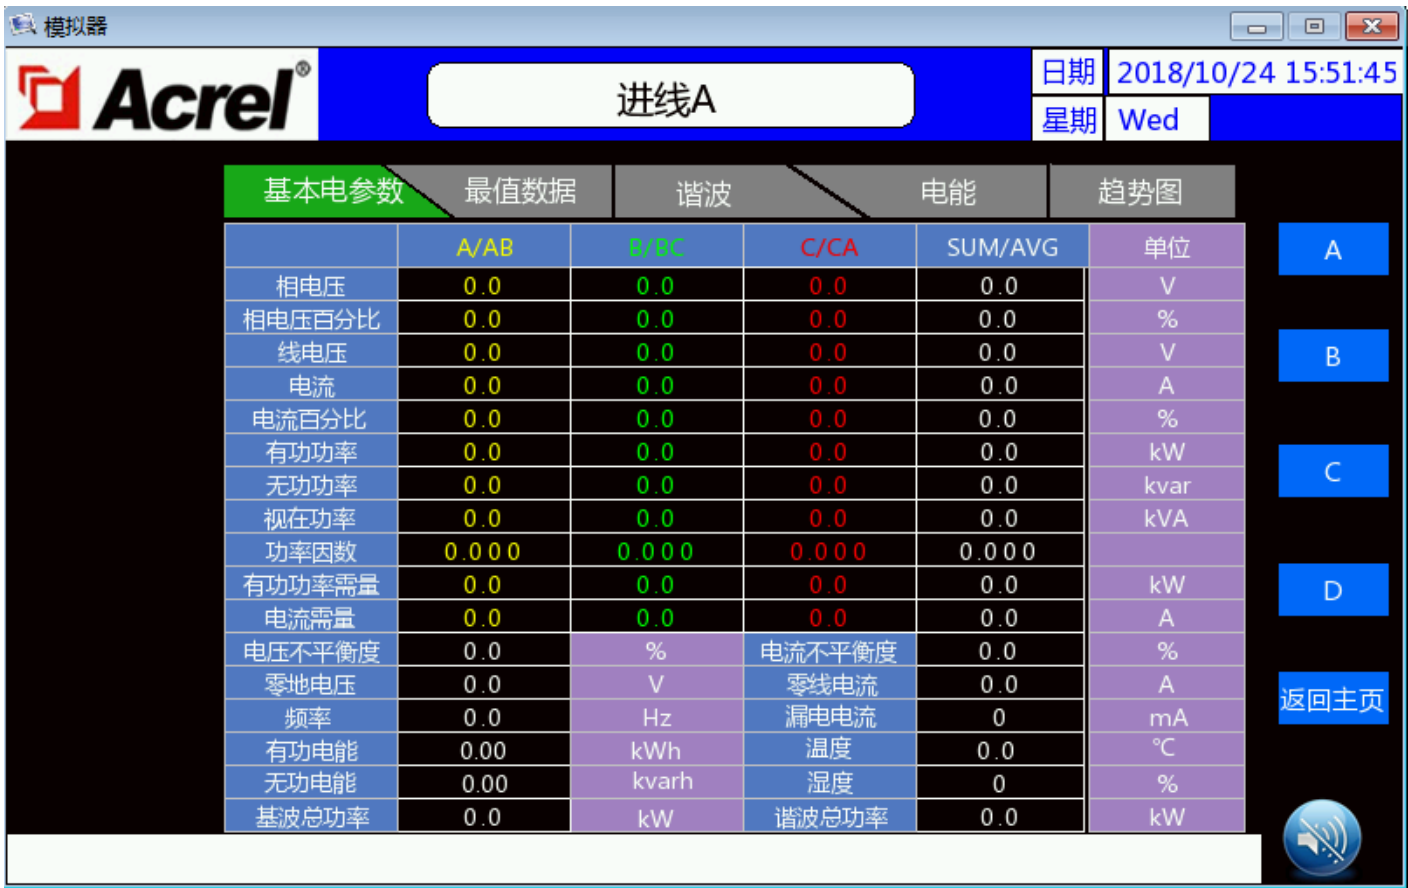 模拟器
Acrel®
进线A
日期 2018/10/24 15:51:45
星期 Wed
基本电参数 最值数据 谐波 电能 趋势图
A/AB B/BC C/CA SUM/AVG 单位
相电压 0.0 0.0 0.0 0.0 V
相电压百分比 0.0 0.0 0.0 0.0 %
线电压 0.0 0.0 0.0 0.0 V
电流 0.0 0.0 0.0 0.0 A
电流百分比 0.0 0.0 0.0 0.0 %
有功功率 0.0 0.0 0.0 0.0 kW
无功功率 0.0 0.0 0.0 0.0 kvar
视在功率 0.0 0.0 0.0 0.0 kVA
功率因数 0.000 0.000 0.000 0.000
有功功率需量 0.0 0.0 0.0 0.0 kW
电流需量 0.0 0.0 0.0 0.0 A
电压不平衡度 0.0 % 电流不平衡度 0.0 %
零地电压 0.0 V 零线电流 0.0 A
频率 0.0 Hz 漏电电流 0 mA
有功电能 0.00 kWh 温度 0.0 ℃
无功电能 0.00 kvarh 湿度 0 %
基波总功率 0.0 kW 谐波总功率 0.0 kW
A
B
C
D
返回主页